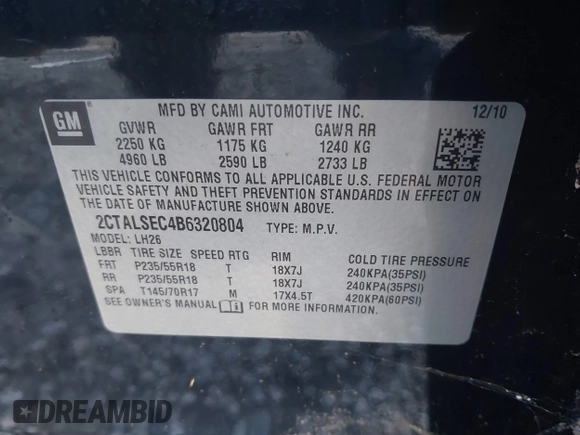 GM
MFD BY CAMI AUTOMOTIVE INC. 12/10
GVWR GAWR FRT GAWR RR
2250 KG 1175 KG 1240 KG
4960 LB 2590 LB 2733 LB
THIS VEHICLE CONFORMS TO ALL APPLICABLE U.S. FEDERAL MOTOR
VEHICLE SAFETY AND THEFT PREVENTION STANDARDS IN EFFECT ON
THE DATE OF MANUFACTURE SHOWN ABOVE.
2CTALSEC4B6320804 TYPE: M.P.V.
MODEL: LH26
LBBR TIRE SIZE SPEED RTG RIM COLD TIRE PRESSURE
FRT P235/55R18 T 18X7J 240KPA(35PSI)
RR P235/55R18 T 18X7J 240KPA(35PSI)
SPA T145/70R17 M 17X4.5T 420KPA(60PSI)
SEE OWNER'S MANUAL FOR MORE INFORMATION
DREAMBID